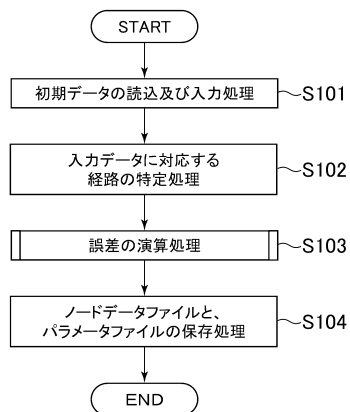 START
初期データの読込及び入力処理
S101
入力データに対応する
経路の特定処理
S102
誤差の演算処理
S103
ノードデータファイルと、
パラメータファイルの保存処理
S104
END